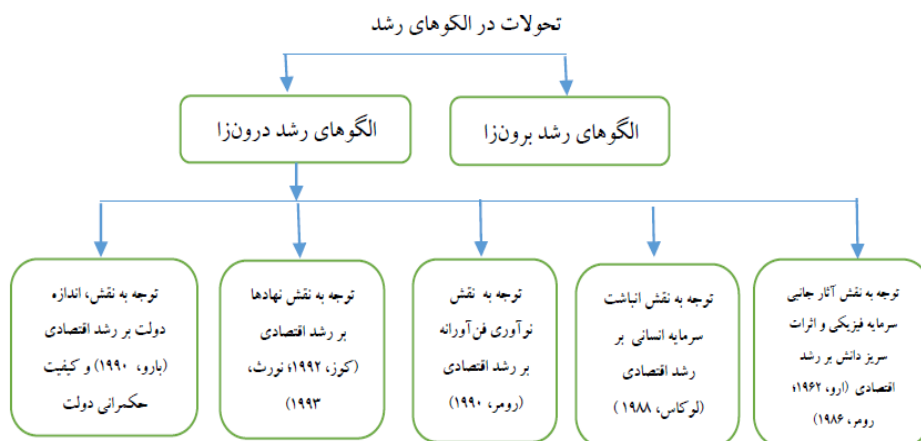 تحولات در الگوهای رشد
الگوهای رشد برون‌زا
الگوهای رشد درون‌زا
توجه به نقش آثار جانبی
سرمایه فیزیکی و اثرات
سریز دانش بر رشد
اقتصادی (ارو، ۱۹۶۲؛
رومر، ۱۹۸۶)
توجه به نقش انباشت
سرمایه انسانی بر
رشد اقتصادی
(لوکاس، ۱۹۸۸)
توجه به نقش
نوآوری فن‌آورانه
بر رشد اقتصادی
(رومر، ۱۹۹۰)
توجه به نقش نهادها
بر رشد اقتصادی
(کوز، ۱۹۹۲؛ نورث،
۱۹۹۳)
توجه به نقش، اندازه
دولت بر رشد اقتصادی
(بارو، ۱۹۹۰) و کیفیت
حکمرانی دولت